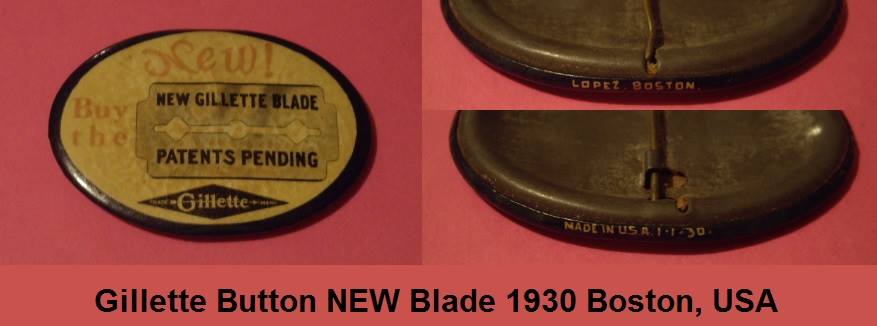 New!
Buy
the
NEW GILLETTE BLADE
PATENTS PENDING
TRADE Gillette MARK
LOPEZ. BOSTON.
MADE IN U.S.A. 1-1-30.
Gillette Button NEW Blade 1930 Boston, USA